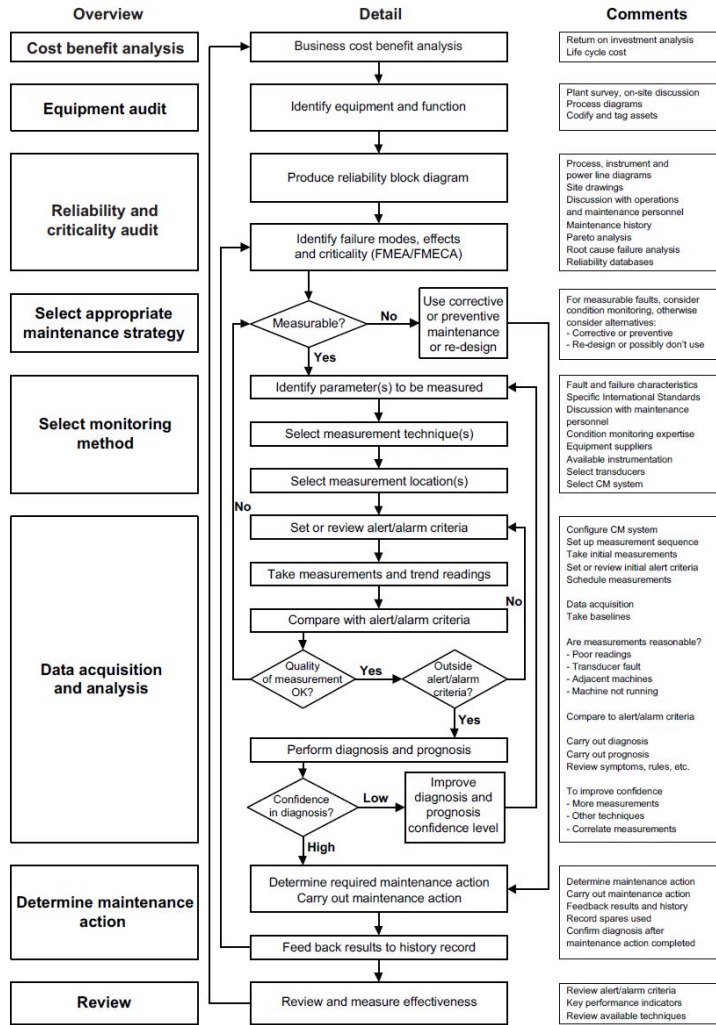 Overview
Detail
Comments
Cost benefit analysis
Business cost benefit analysis
Return on investment analysis
Life cycle cost
Equipment audit
Identify equipment and function
Plant survey, on-site discussion
Process diagrams
Codify and tag assets
Reliability and
criticality audit
Produce reliability block diagram
Identify failure modes, effects
and criticality (FMEA/FMECA)
Process, instrument and
power line diagrams
Site drawings
Discussion with operations
and maintenance personnel
Maintenance history
Pareto analysis
Root cause failure analysis
Reliability databases
Select appropriate
maintenance strategy
Measurable?
No
Yes
Use corrective
or preventive
maintenance
or re-design
For measurable faults, consider
condition monitoring, otherwise
consider alternatives:
- Corrective or preventive
- Re-design or possibly don't use
Select monitoring
method
Identify parameter(s) to be measured
Select measurement technique(s)
Select measurement location(s)
Fault and failure characteristics
Specific International Standards
Discussion with maintenance
personnel
Condition monitoring expertise
Equipment suppliers
Available instrumentation
Select transducers
Select CM system
No
Data acquisition
and analysis
Set or review alert/alarm criteria
Take measurements and trend readings
No
Compare with alert/alarm criteria
Quality
of measurement
OK?
Yes
Outside
alert/alarm
criteria?
Yes
Perform diagnosis and prognosis
Confidence
in diagnosis?
Low
Improve
diagnosis and
prognosis
confidence level
High
Configure CM system
Set up measurement sequence
Take initial measurements
Set or review initial alert criteria
Schedule measurements
Data acquisition
Take baselines
Are measurements reasonable?
- Poor readings
- Transducer fault
- Adjacent machines
- Machine not running
Compare to alert/alarm criteria
Carry out diagnosis
Carry out prognosis
Review symptoms, rules, etc.
To improve confidence
- More measurements
- Other techniques
- Correlate measurements
Determine maintenance
action
Determine required maintenance action
Carry out maintenance action
Feed back results to history record
Determine maintenance action
Carry out maintenance action
Feedback results and history
Record spares used
Confirm diagnosis after
maintenance action completed
Review
Review and measure effectiveness
Review alert/alarm criteria
Key performance indicators
Review available techniques